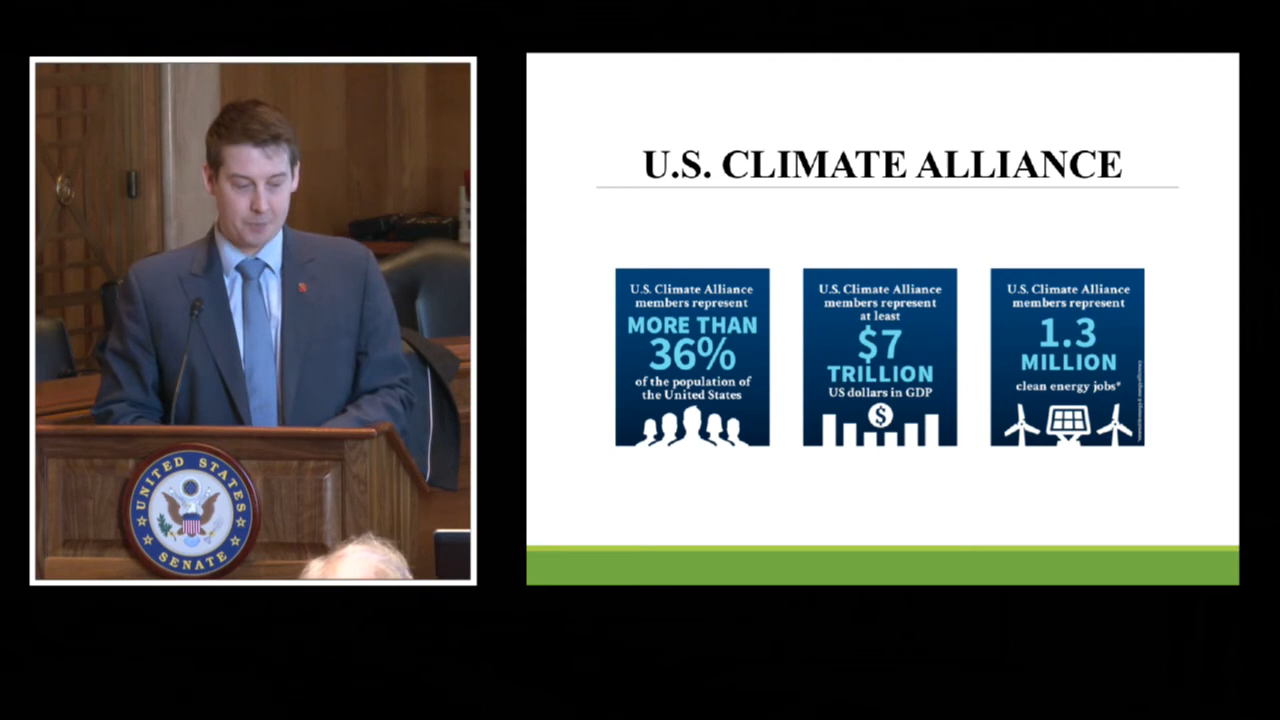 UNITED STATES
SENATE
U.S. CLIMATE ALLIANCE
U.S. Climate Alliance
members represent
MORE THAN
36%
of the population of
the United States
U.S. Climate Alliance
members represent
at least
$7
TRILLION
US dollars in GDP
$
U.S. Climate Alliance
members represent
1.3
MILLION
clean energy jobs*